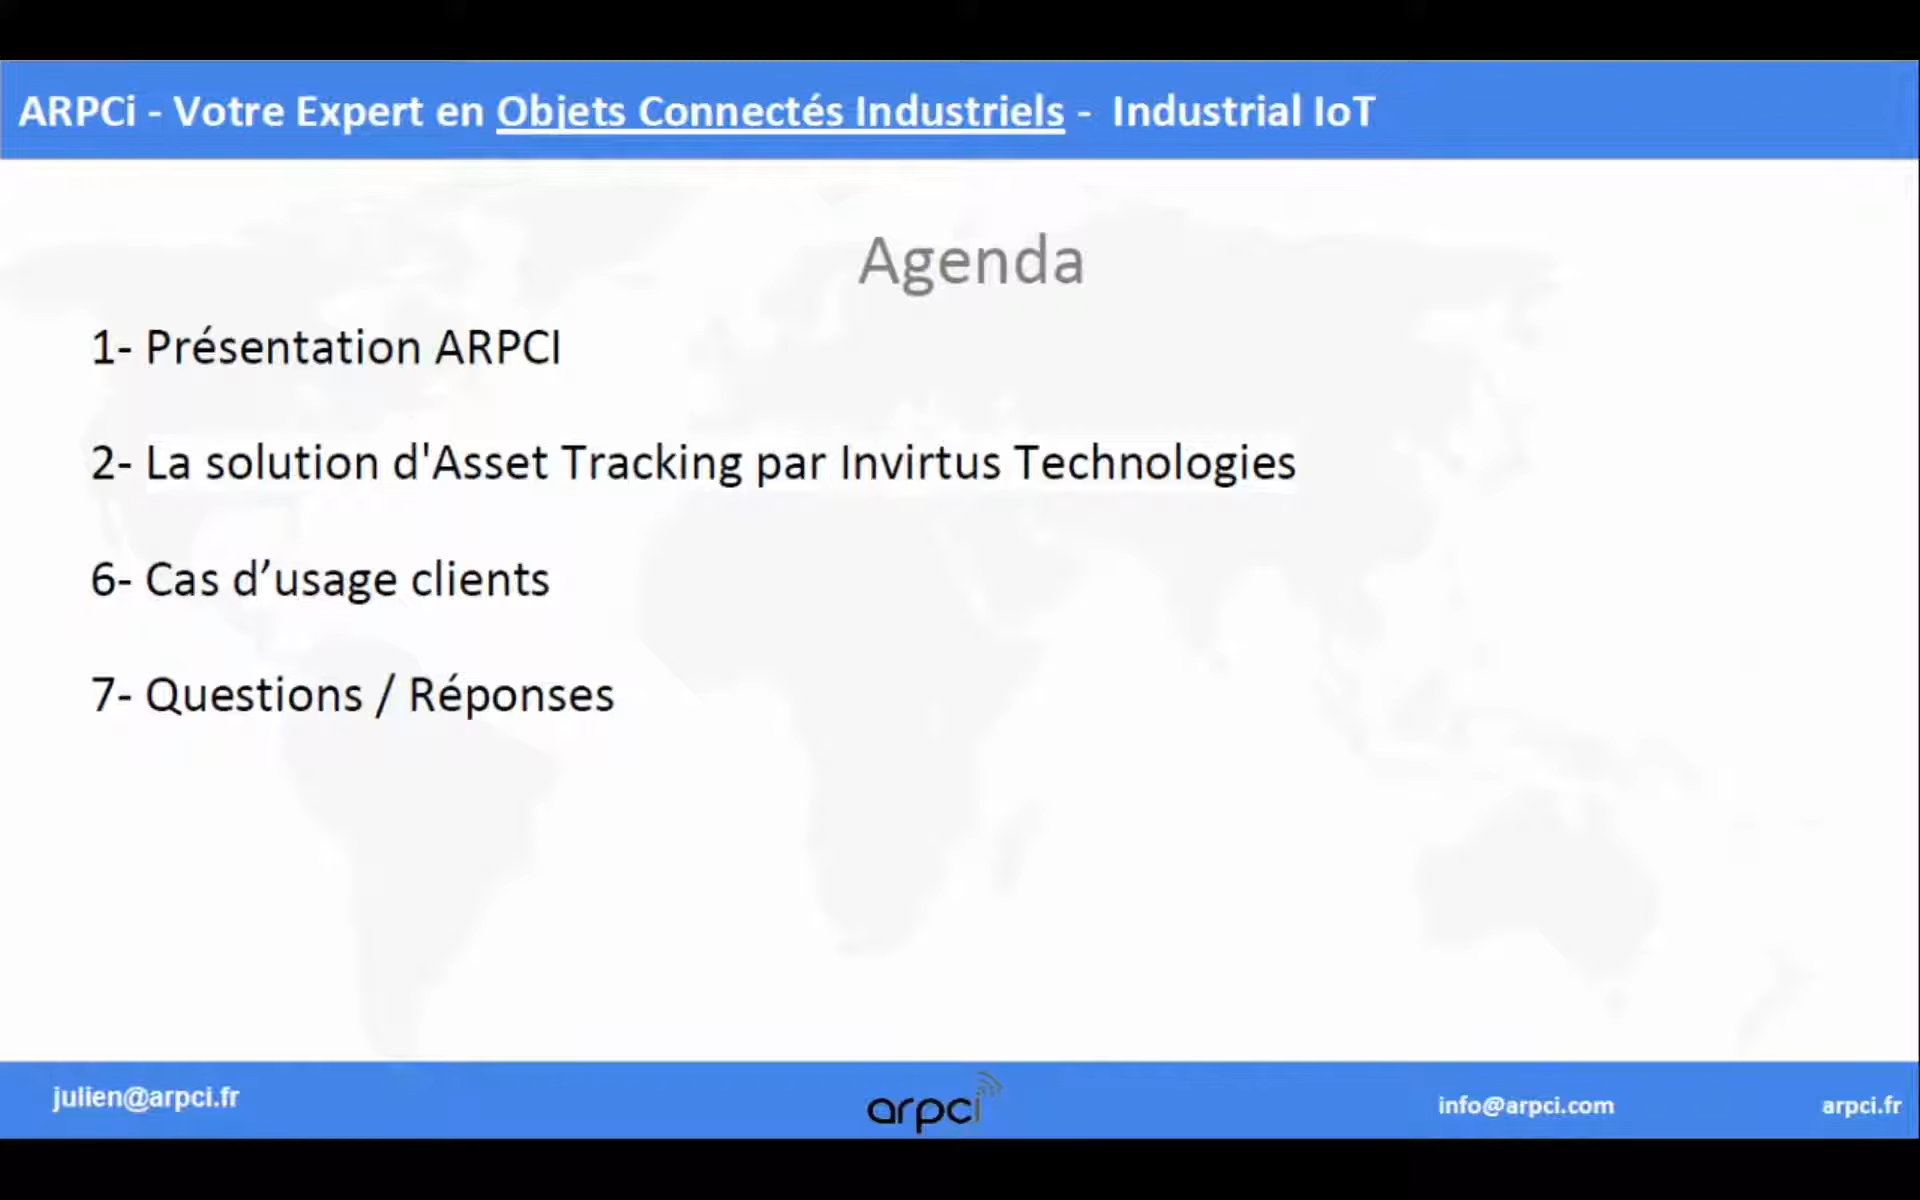 ARPCi - Votre Expert en Objets Connectés Industriels - Industrial IoT
Agenda
1- Présentation ARPCI
2- La solution d'Asset Tracking par Invirtus Technologies
6- Cas d’usage clients
7- Questions / Réponses
julien@arpci.fr
arpci
info@arpci.com
arpci.fr